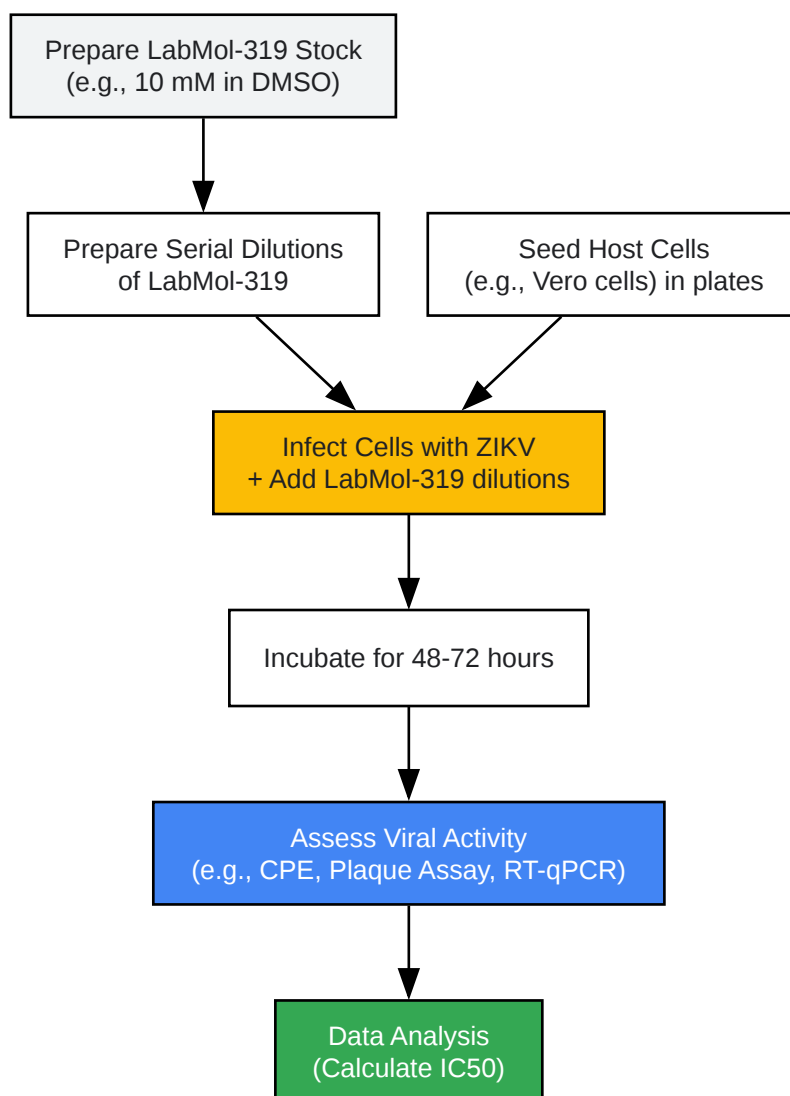 Prepare LabMol-319 Stock
(e.g., 10 mM in DMSO)
Prepare Serial Dilutions
of LabMol-319
Seed Host Cells
(e.g., Vero cells) in plates
Infect Cells with ZIKV
+ Add LabMol-319 dilutions
Incubate for 48-72 hours
Assess Viral Activity
(e.g., CPE, Plaque Assay, RT-qPCR)
Data Analysis
(Calculate IC50)